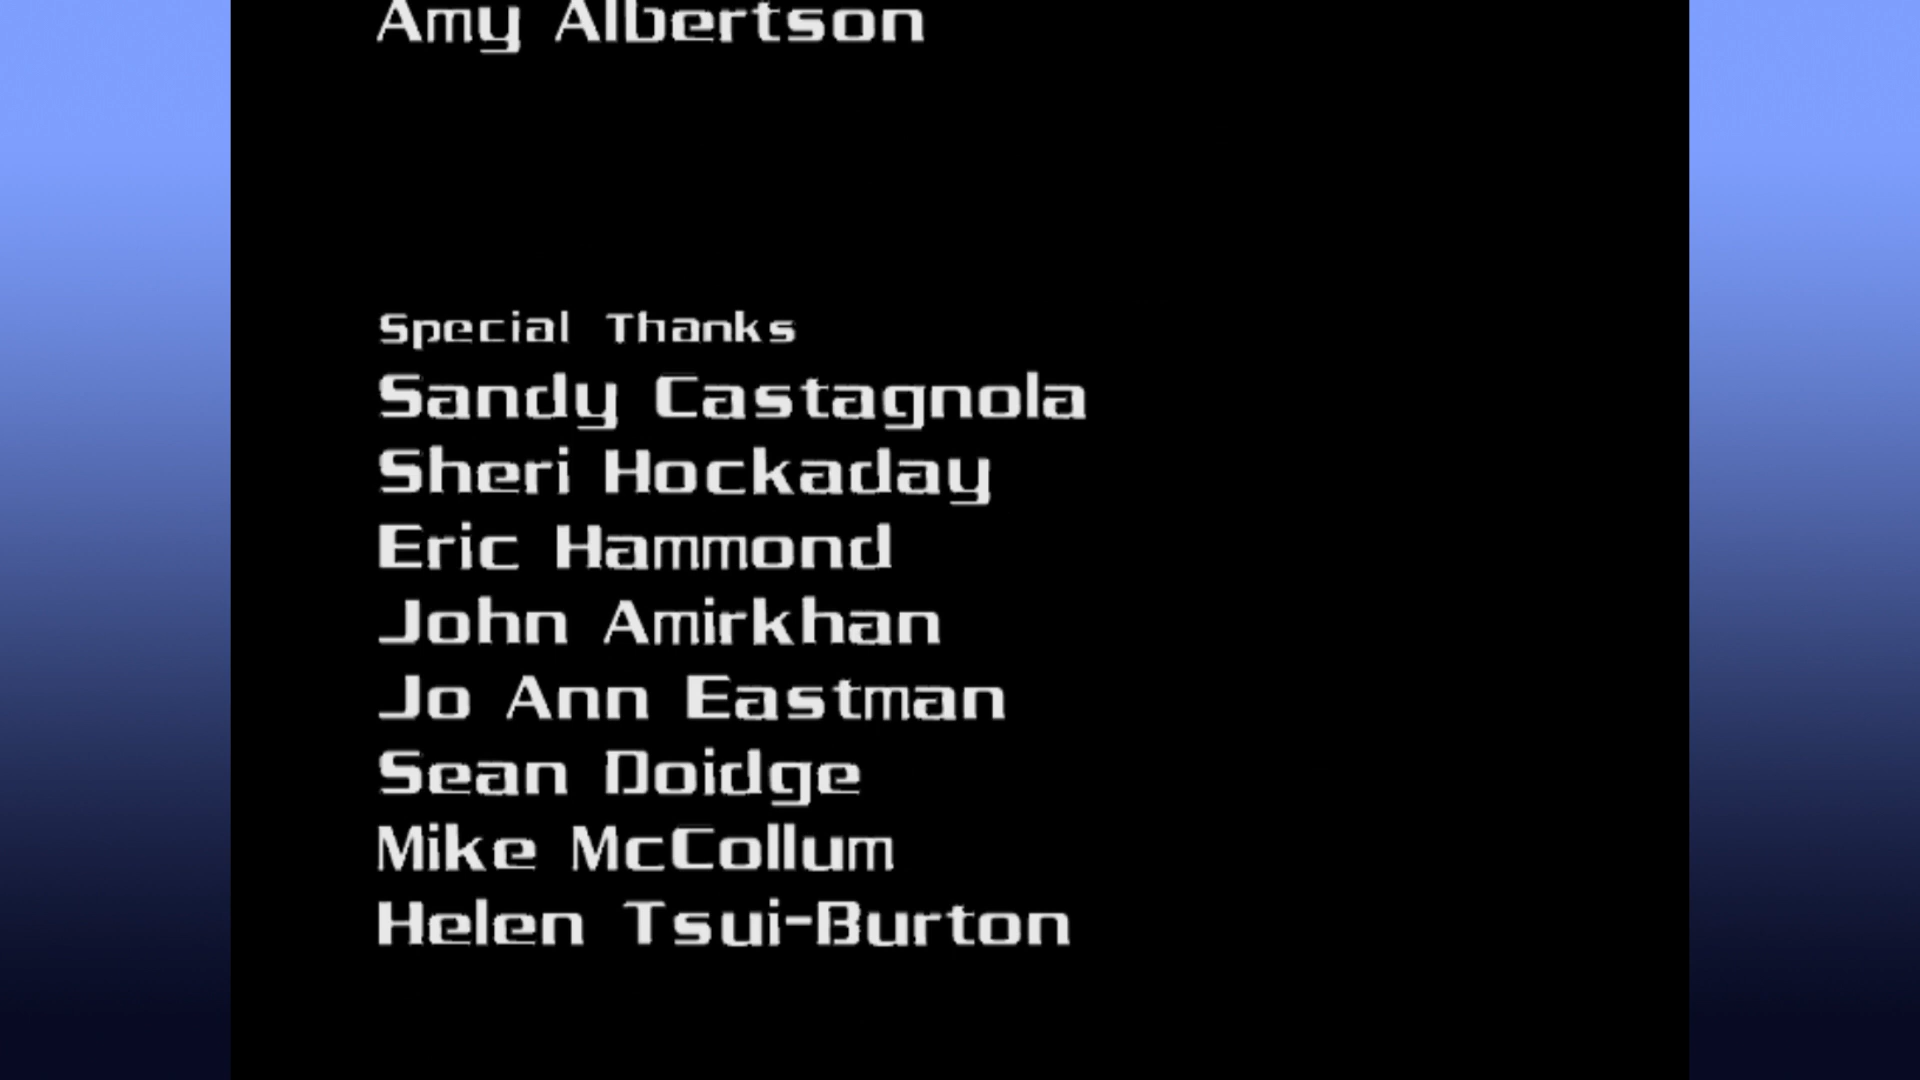 Amy Albertson
Special Thanks
Sandy Castagnola
Sheri Hockaday
Eric Hammond
John Amirkhan
Jo Ann Eastman
Sean Doidge
Mike McCollum
Helen Tsui-Burton